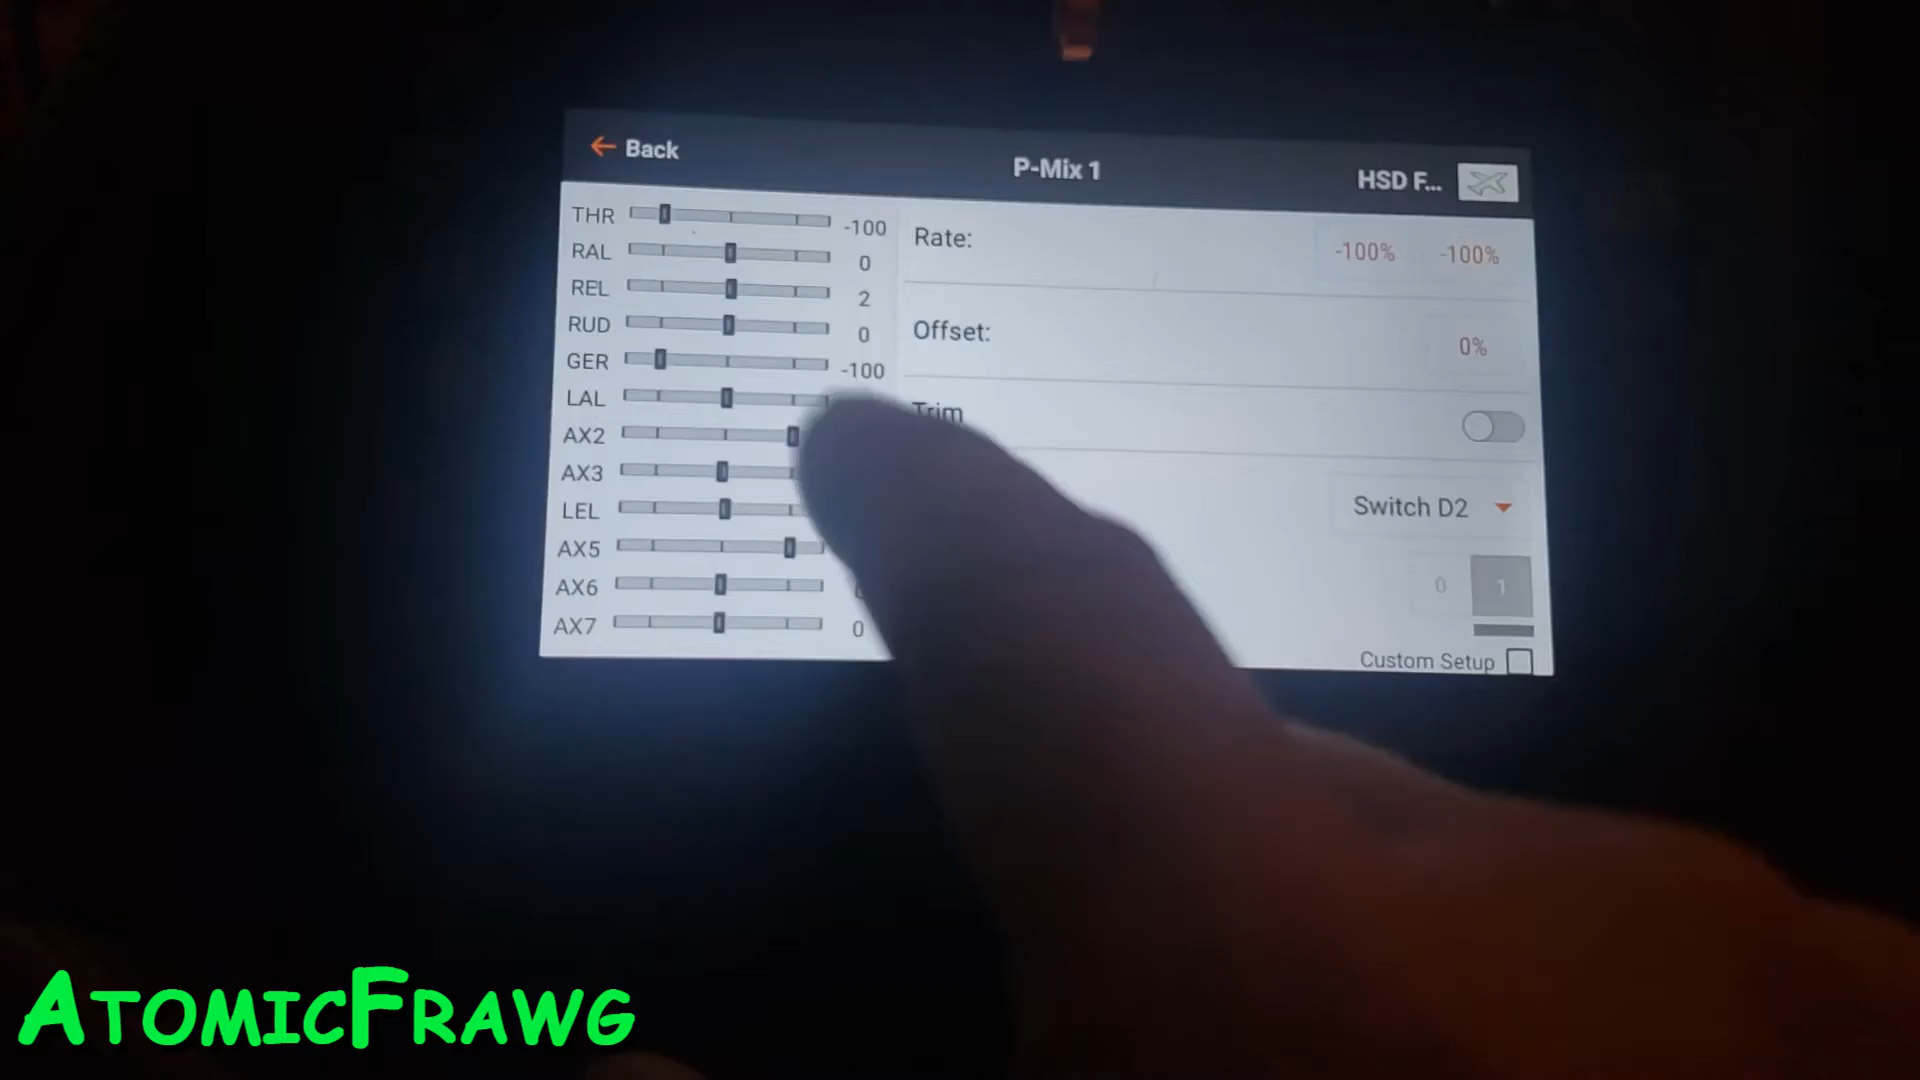 Back
P-Mix 1
HSD F...
THR -100
RAL 0
REL 2
RUD 0
GER -100
LAL
AX2
AX3
LEL
AX5
AX6
AX7 0
Rate: -100% -100%
Offset: 0%
Trim
Switch D2
0 1
Custom Setup
AtomicFrawg